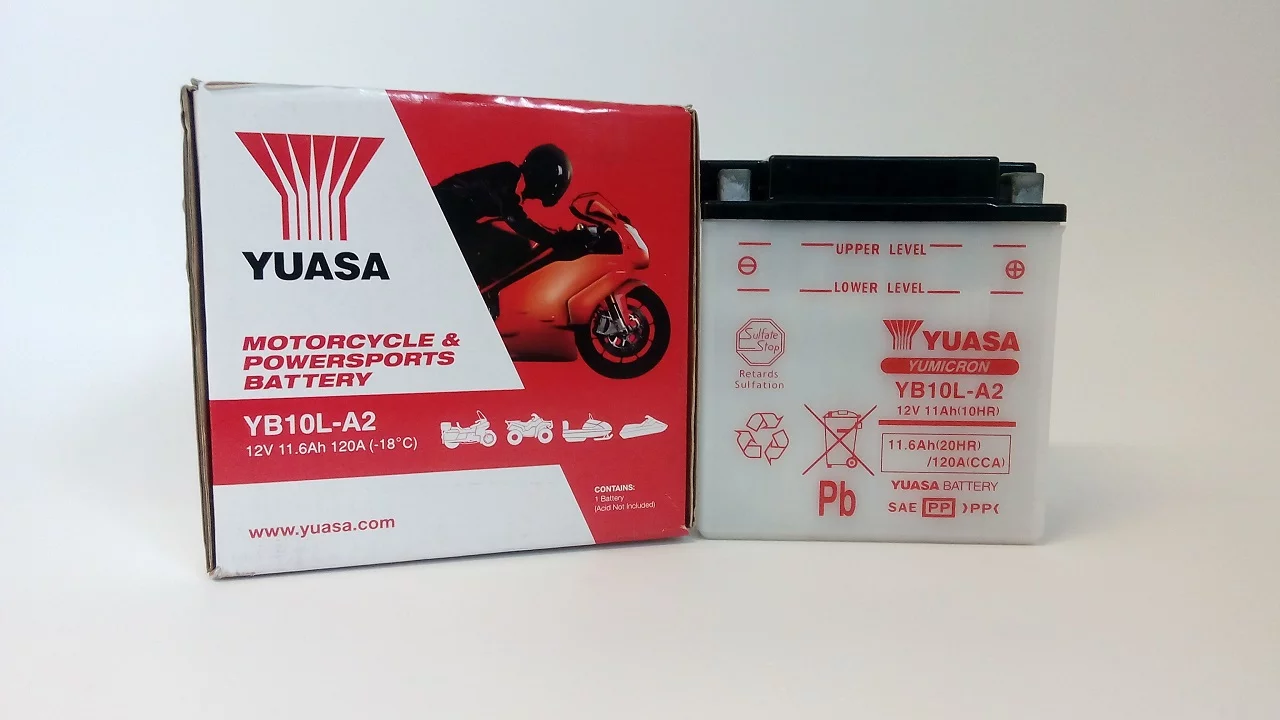 YUASA
MOTORCYCLE &
POWERSPORTS
BATTERY
YB10L-A2
12V 11.6Ah 120A (-18°C)
CONTAINS:
1 Battery
(Acid Not Included)
www.yuasa.com
UPPER LEVEL
LOWER LEVEL
Sulfate
Stop
Retards
Sulfation
YUASA
YUMICRON
YB10L-A2
12V 11Ah(10HR)
11.6Ah(20HR)
/120A(CCA)
Pb
YUASA BATTERY
SAE PP >PP<